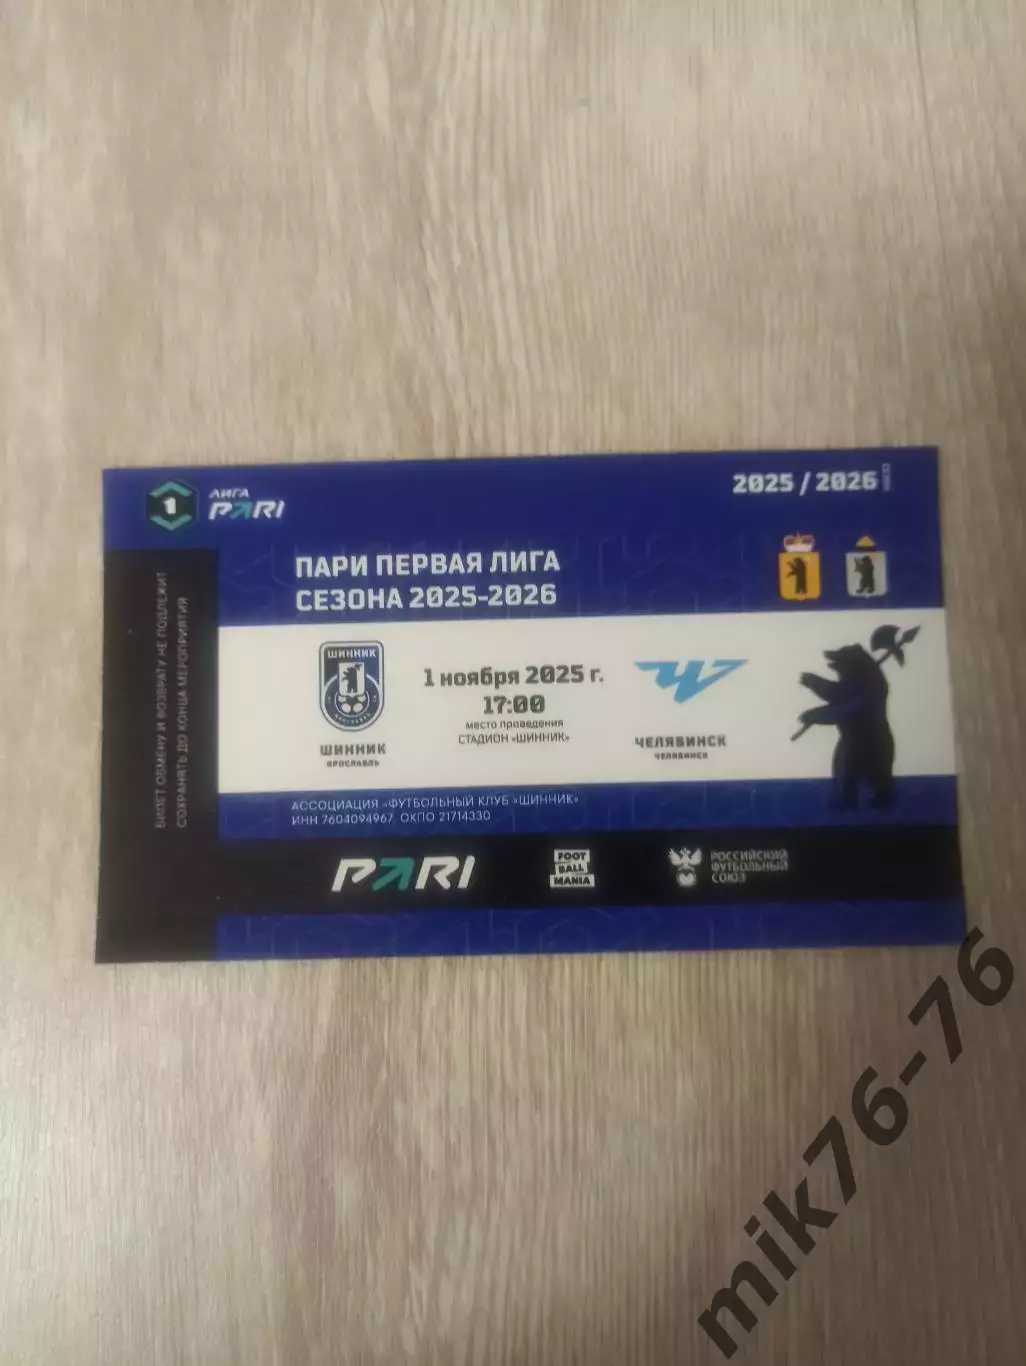 1
ЛИГА
PARI
2025 / 2026
ПАРИ ПЕРВАЯ ЛИГА
СЕЗОНА 2025-2026
БИЛЕТ ОБМЕНУ И ВОЗВРАТУ НЕ ПОДЛЕЖИТ
СОХРАНЯТЬ ДО КОНЦА МЕРОПРИЯТИЯ
ШИННИК
ШИННИК
ЯРОСЛАВЛЬ
1 ноября 2025 г.
17:00
место проведения
СТАДИОН «ШИННИК»
ЧЕЛЯБИНСК
ЧЕЛЯБИНСК
АССОЦИАЦИЯ «ФУТБОЛЬНЫЙ КЛУБ «ШИННИК»
ИНН 7604094967 ОКПО 21714330
PARI
FOOT
BALL
MANIA
РОССИЙСКИЙ
ФУТБОЛЬНЫЙ
СОЮЗ
mik76-76